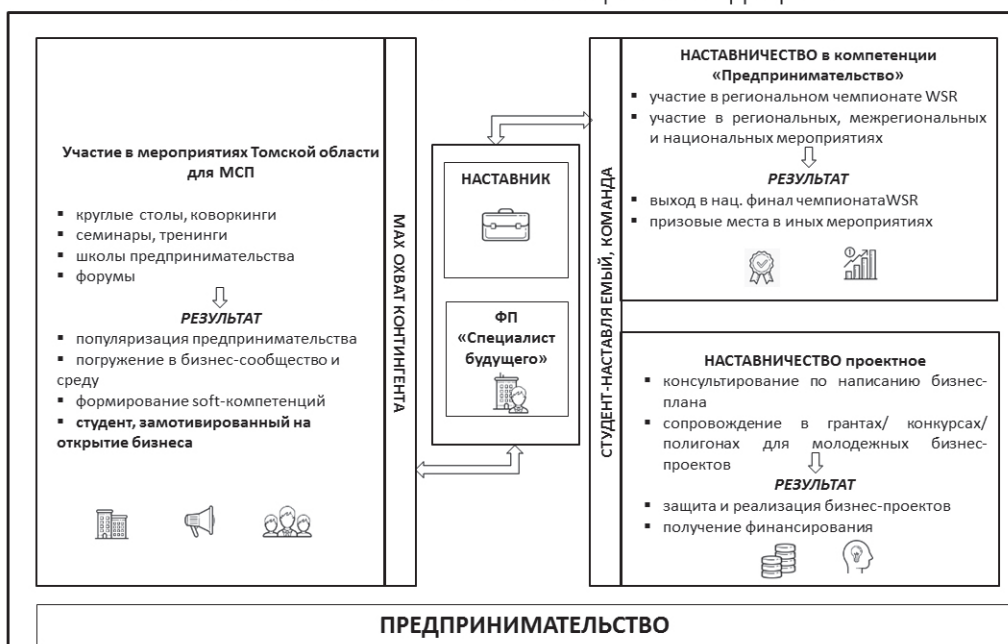 Участие в мероприятиях Томской области
для МСП
▪ круглые столы, коворкинги
▪ семинары, тренинги
▪ школы предпринимательства
▪ форумы
РЕЗУЛЬТАТ
▪ популяризация предпринимательства
▪ погружение в бизнес-сообщество и
среду
▪ формирование soft-компетенций
▪ студент, замотивированный на
открытие бизнеса
МАХ ОХВАТ КОНТИНГЕНТА
НАСТАВНИК
ФП
«Специалист
будущего»
СТУДЕНТ-НАСТАВЛЯЕМЫЙ, КОМАНДА
НАСТАВНИЧЕСТВО в компетенции
«Предпринимательство»
▪ участие в региональном чемпионате WSR
▪ участие в региональных, межрегиональных
и национальных мероприятиях
РЕЗУЛЬТАТ
▪ выход в нац. финал чемпионатаWSR
▪ призовые места в иных мероприятиях
НАСТАВНИЧЕСТВО проектное
▪ консультирование по написанию бизнес-
плана
▪ сопровождение в грантах/ конкурсах/
полигонах для молодежных бизнес-
проектов
РЕЗУЛЬТАТ
▪ защита и реализация бизнес-проектов
▪ получение финансирования
ПРЕДПРИНИМАТЕЛЬСТВО